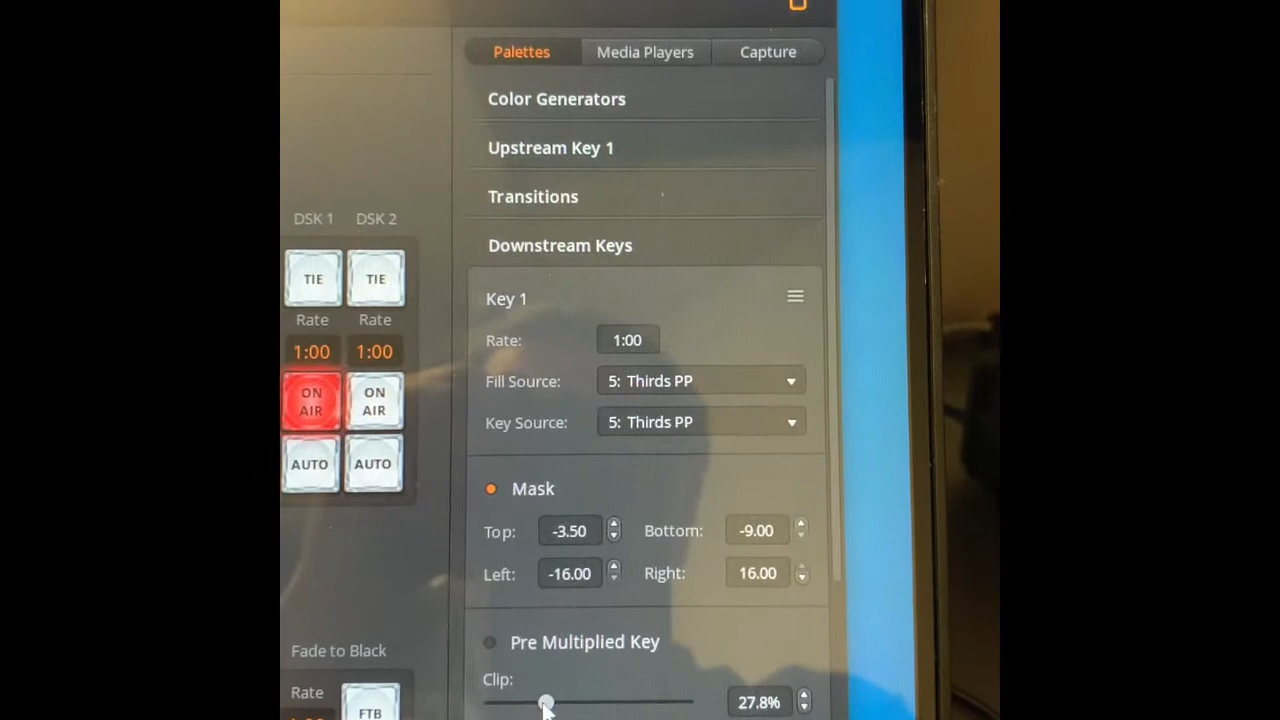 Palettes
Media Players
Capture
Color Generators
Upstream Key 1
Transitions
DSK 1
DSK 2
Downstream Keys
TIE
TIE
Key 1
Rate
Rate
Rate:
1:00
1:00
1:00
Fill Source:
5: Thirds PP
ON AIR
ON AIR
Key Source:
5: Thirds PP
AUTO
AUTO
Mask
Top:
-3.50
Bottom:
-9.00
Left:
-16.00
Right:
16.00
Fade to Black
Pre Multiplied Key
Clip:
Rate
27.8%
FTB